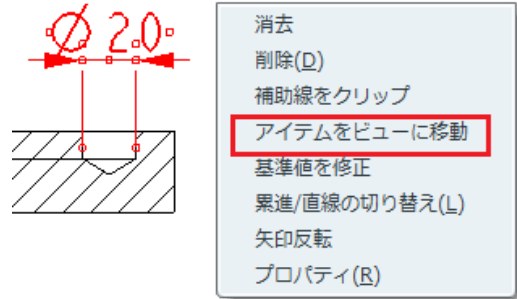 Ø 2.0
消去
削除(D)
補助線をクリップ
アイテムをビューに移動
基準値を修正
累進/直線の切り替え(L)
矢印反転
プロパティ(R)